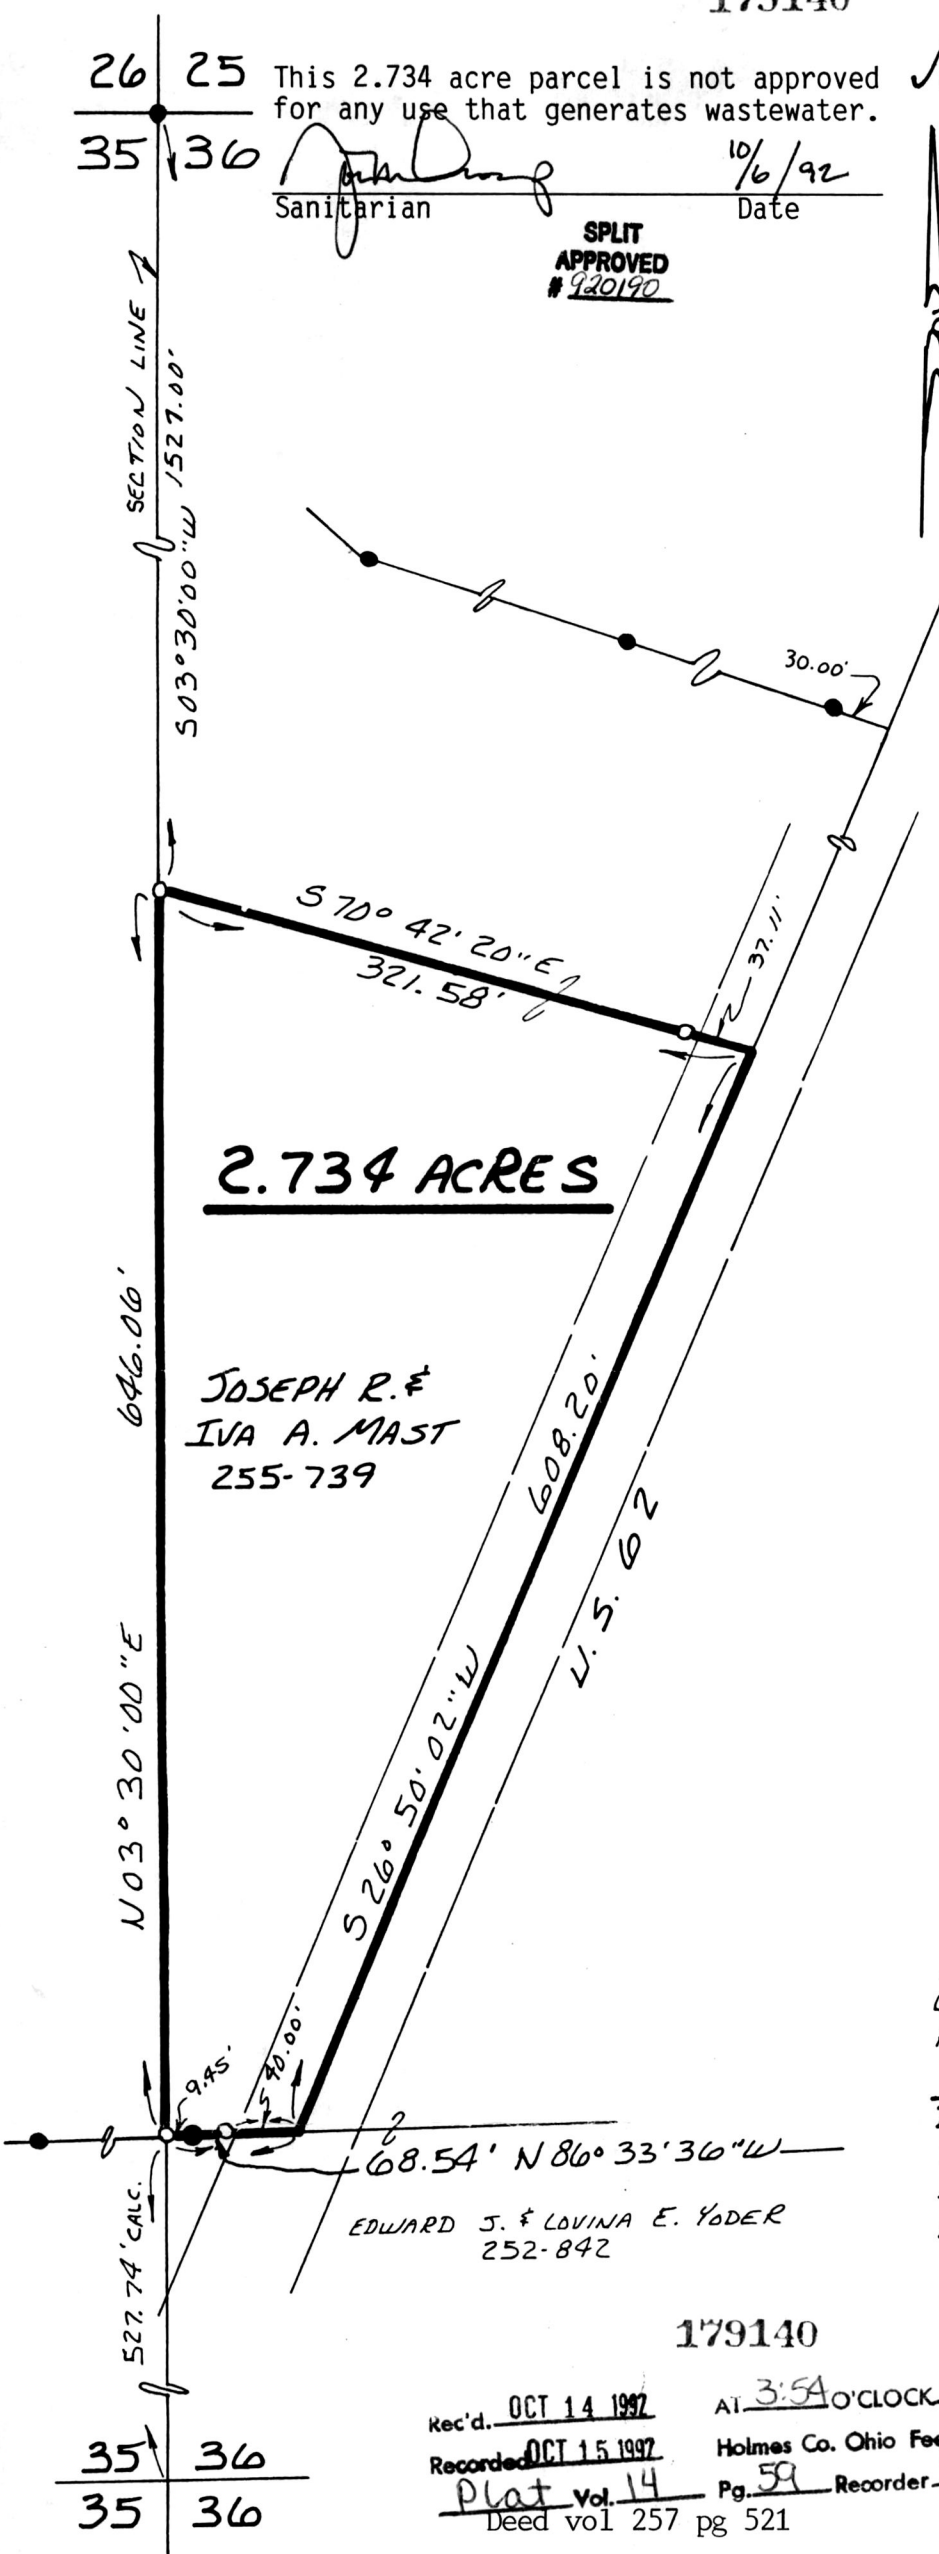 26 25
35 36
This 2.734 acre parcel is not approved
for any use that generates wastewater.
10/6/92
Sanitarian Date
SPLIT
APPROVED
# 920190
SECTION LINE
S03°30'00"W 1527.00'
30.00'
S 70° 42' 20" E
321.58'
37.11'
2.734 ACRES
646.06'
N03°30'00"E
JOSEPH R. &
IVA A. MAST
255-739
608.20'
S 26° 50' 02" W
U.S. 62
9.45'
40.00'
68.54' N 86° 33' 36" W
EDWARD J. & LOVINA E. YODER
252-842
527.74' CALC.
179140
Rec'd. OCT 14 1992 At 3:54 O'CLOCK
Recorded OCT 15 1992 Holmes Co. Ohio Fee
Plat Vol. 14 Pg. 59 Recorder
Deed vol 257 pg 521
35 36
35 36